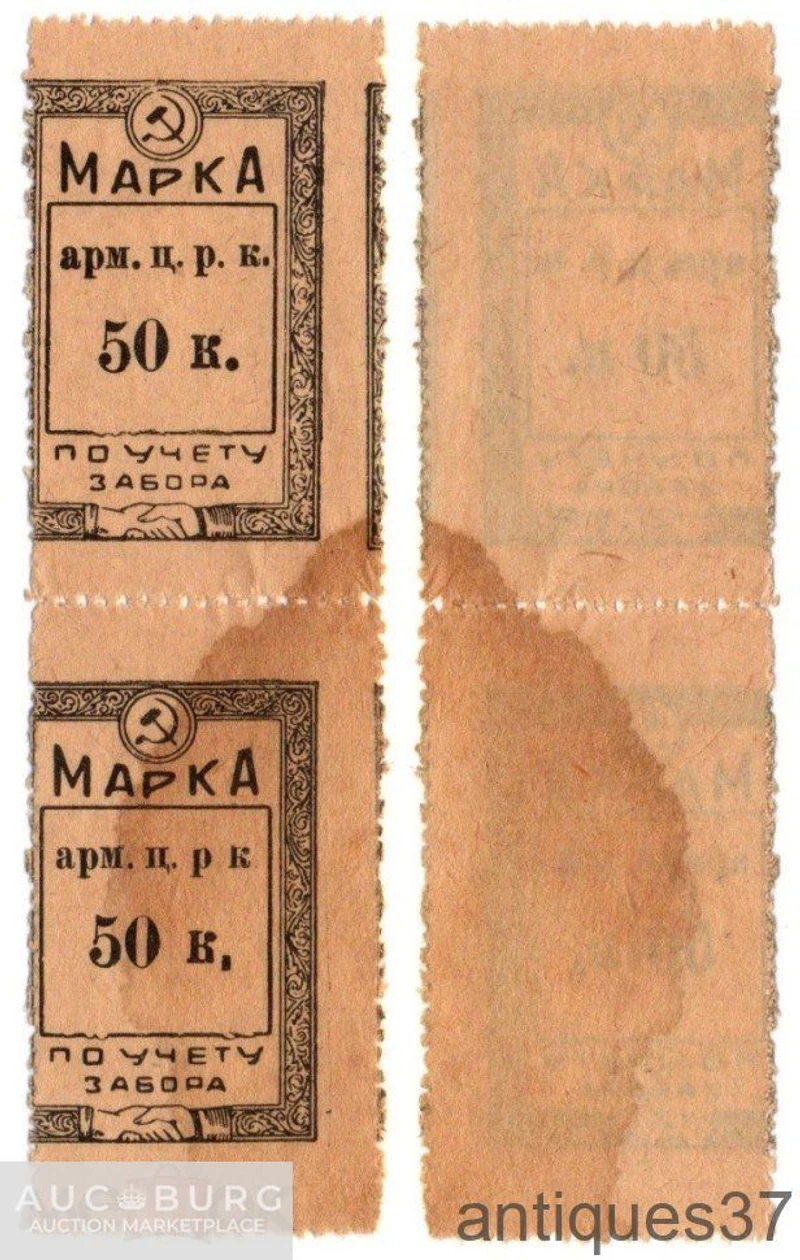 МАРКА
арм. ц. р. к.
50 к.
ПО УЧЕТУ
ЗАБОРА
МАРКА
арм. ц. р к
50 к.
ПО УЧЕТУ
ЗАБОРА
AUCBURG
AUCTION MARKETPLACE
antiques37